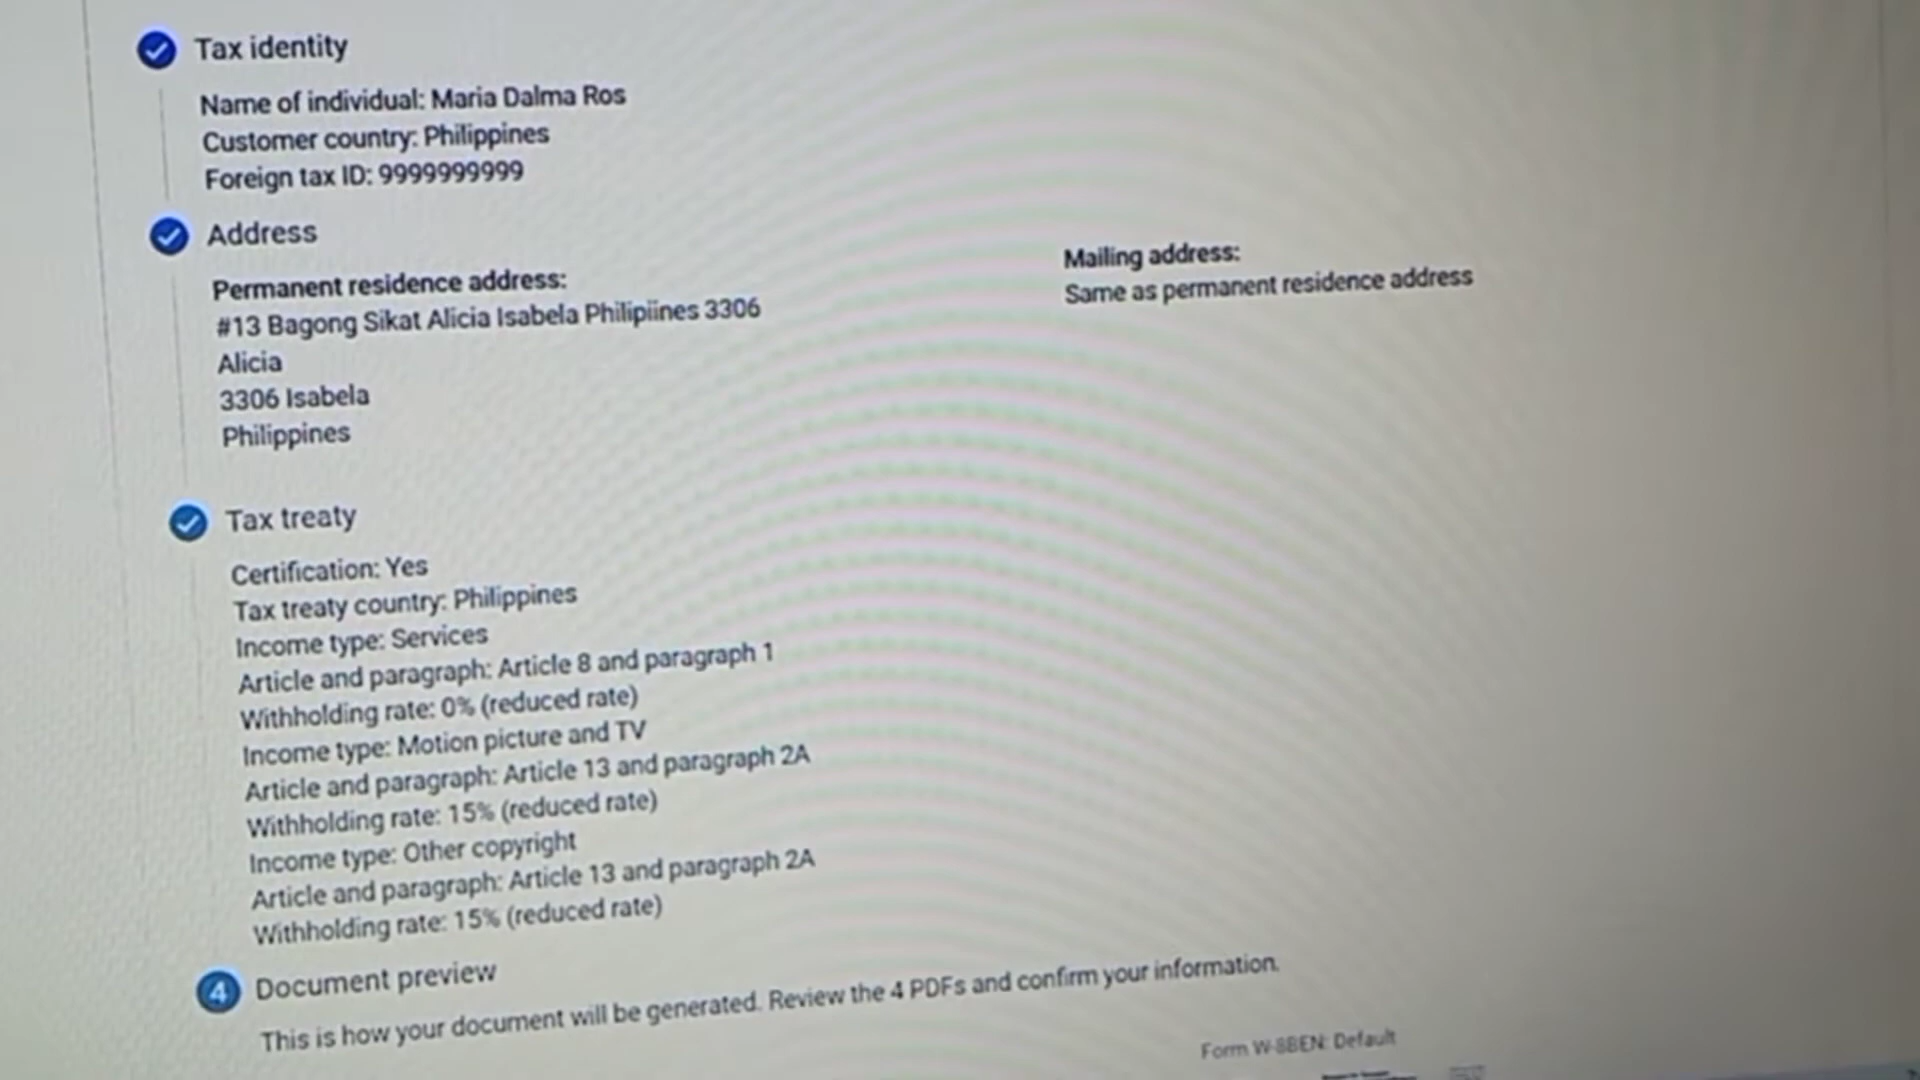 Tax identity
Name of individual: Maria Dalma Ros
Customer country: Philippines
Foreign tax ID: 9999999999
Address
Permanent residence address:
#13 Bagong Sikat Alicia Isabela Philipiines 3306
Alicia
3306 Isabela
Philippines
Mailing address:
Same as permanent residence address
Tax treaty
Certification: Yes
Tax treaty country: Philippines
Income type: Services
Article and paragraph: Article 8 and paragraph 1
Withholding rate: 0% (reduced rate)
Income type: Motion picture and TV
Article and paragraph: Article 13 and paragraph 2A
Withholding rate: 15% (reduced rate)
Income type: Other copyright
Article and paragraph: Article 13 and paragraph 2A
Withholding rate: 15% (reduced rate)
4 Document preview
This is how your document will be generated. Review the 4 PDFs and confirm your information.
Form W-8BEN: Default